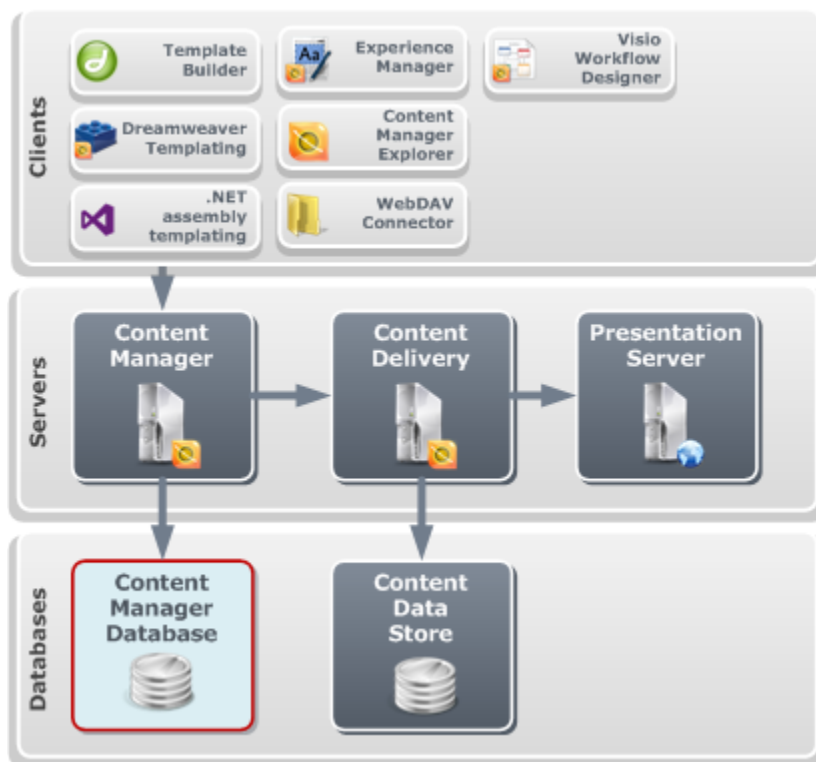 Clients
Template
Builder
Experience
Manager
Visio
Workflow
Designer
Dreamweaver
Templating
Content
Manager
Explorer
.NET
assembly
templating
WebDAV
Connector
Servers
Content
Manager
Content
Delivery
Presentation
Server
Databases
Content
Manager
Database
Content
Data
Store